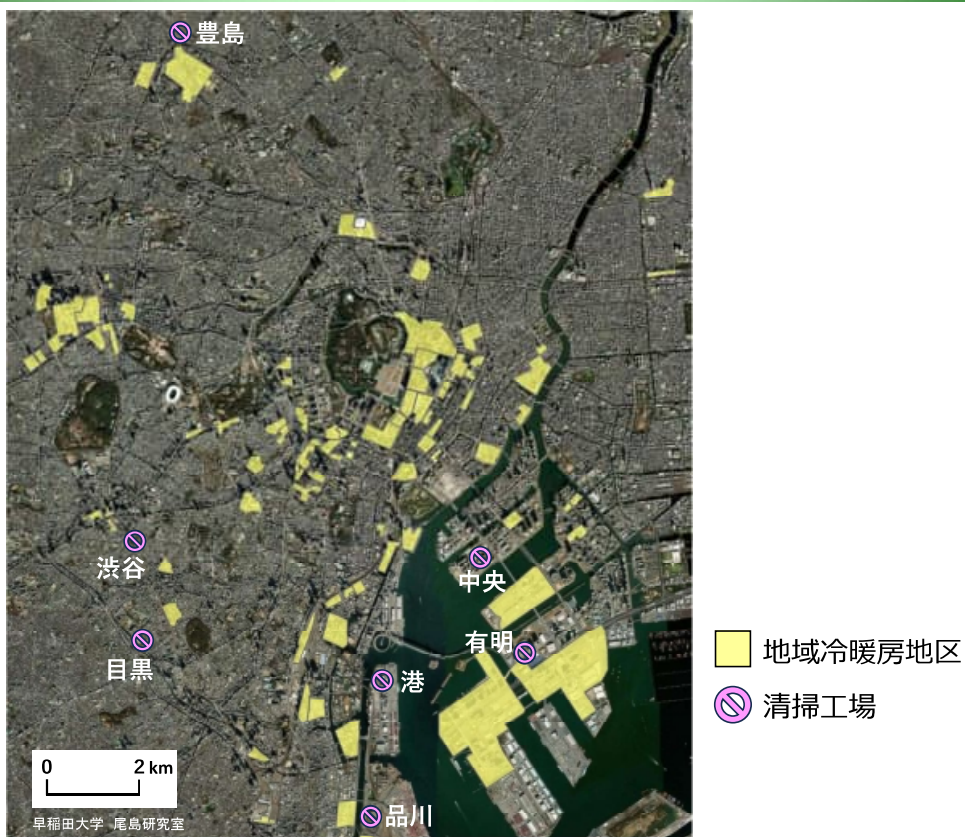 豊島
渋谷
中央
有明
目黒
港
品川
地域冷暖房地区
清掃工場
0 2 km
早稲田大学 尾島研究室